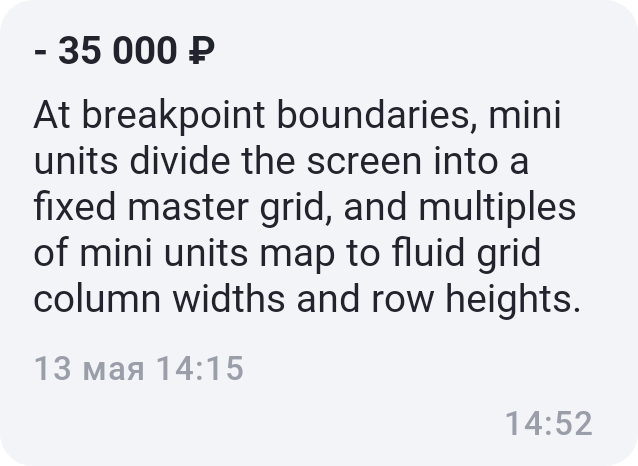 - 35 000 ₽
At breakpoint boundaries, mini
units divide the screen into a
fixed master grid, and multiples
of mini units map to fluid grid
column widths and row heights.
13 мая 14:15
14:52